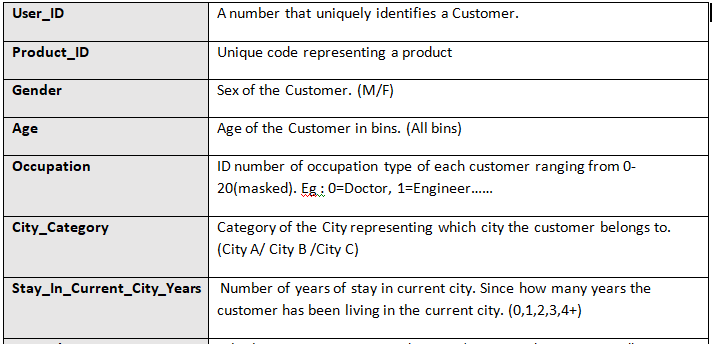 User_ID A number that uniquely identifies a Customer.
Product_ID Unique code representing a product
Gender Sex of the Customer. (M/F)
Age Age of the Customer in bins. (All bins)
Occupation ID number of occupation type of each customer ranging from 0-
20(masked). Eg : 0=Doctor, 1=Engineer......
City_Category Category of the City representing which city the customer belongs to.
(City A/ City B /City C)
Stay_In_Current_City_Years Number of years of stay in current city. Since how many years the
customer has been living in the current city. (0,1,2,3,4+)